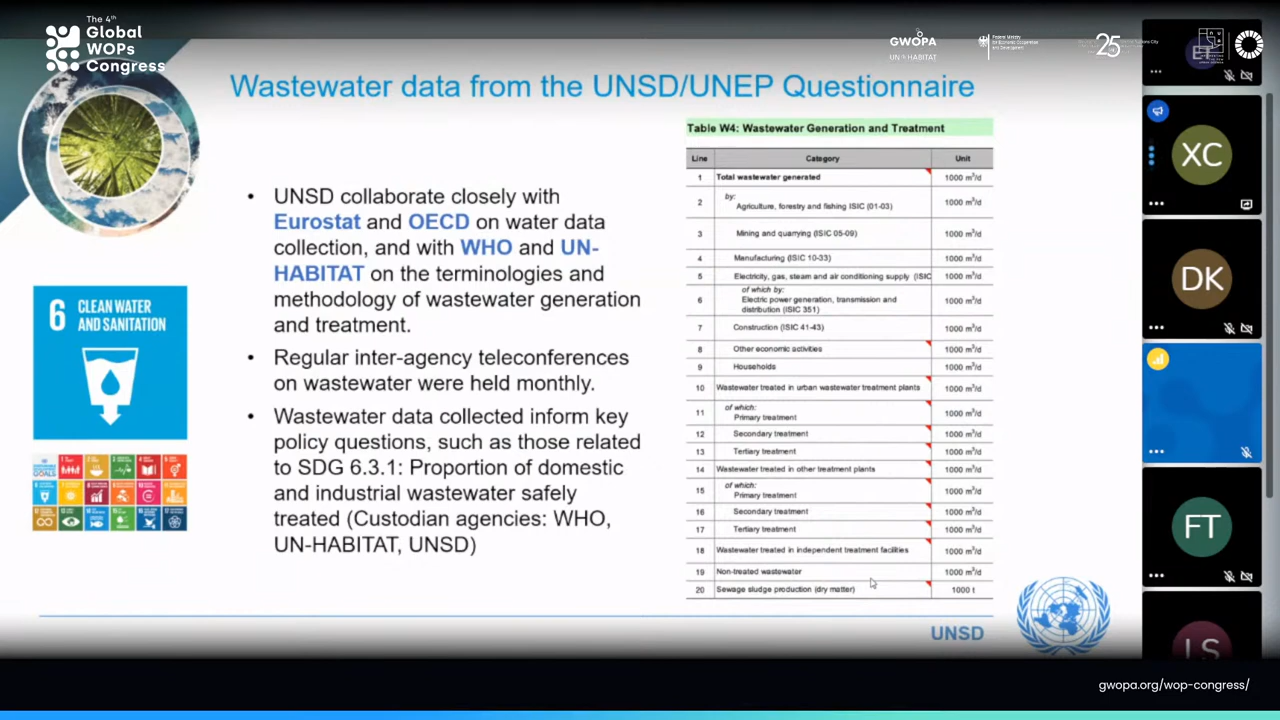 The 4th
Global
WOPs
Congress
GWOPA
UN HABITAT
25
Wastewater data from the UNSD/UNEP Questionnaire
6 CLEAN WATER
AND SANITATION
• UNSD collaborate closely with
Eurostat and OECD on water data
collection, and with WHO and UN-
HABITAT on the terminologies and
methodology of wastewater generation
and treatment.
• Regular inter-agency teleconferences
on wastewater were held monthly.
• Wastewater data collected inform key
policy questions, such as those related
to SDG 6.3.1: Proportion of domestic
and industrial wastewater safely
treated (Custodian agencies: WHO,
UN-HABITAT, UNSD)
Table W4: Wastewater Generation and Treatment
Line Category Unit
1 Total wastewater generated 1000 m³/d
by:
2 Agriculture, forestry and fishing ISIC (01-03) 1000 m³/d
3 Mining and quarrying (ISIC 05-09) 1000 m³/d
4 Manufacturing (ISIC 10-33) 1000 m³/d
5 Electricity, gas, steam and air conditioning supply (ISIC 1000 m³/d
of which by:
6 Electric power generation, transmission and 1000 m³/d
distribution (ISIC 351)
7 Construction (ISIC 41-43) 1000 m³/d
8 Other economic activities 1000 m³/d
9 Households 1000 m³/d
10 Wastewater treated in urban wastewater treatment plants 1000 m³/d
of which:
11 Primary treatment 1000 m³/d
12 Secondary treatment 1000 m³/d
13 Tertiary treatment 1000 m³/d
14 Wastewater treated in other treatment plants 1000 m³/d
of which:
15 Primary treatment 1000 m³/d
16 Secondary treatment 1000 m³/d
17 Tertiary treatment 1000 m³/d
18 Wastewater treated in independent treatment facilities 1000 m³/d
19 Non-treated wastewater 1000 m³/d
20 Sewage sludge production (dry matter) 1000 t
UNSD
ET
XC
DK
FT
LS
gwopa.org/wop-congress/